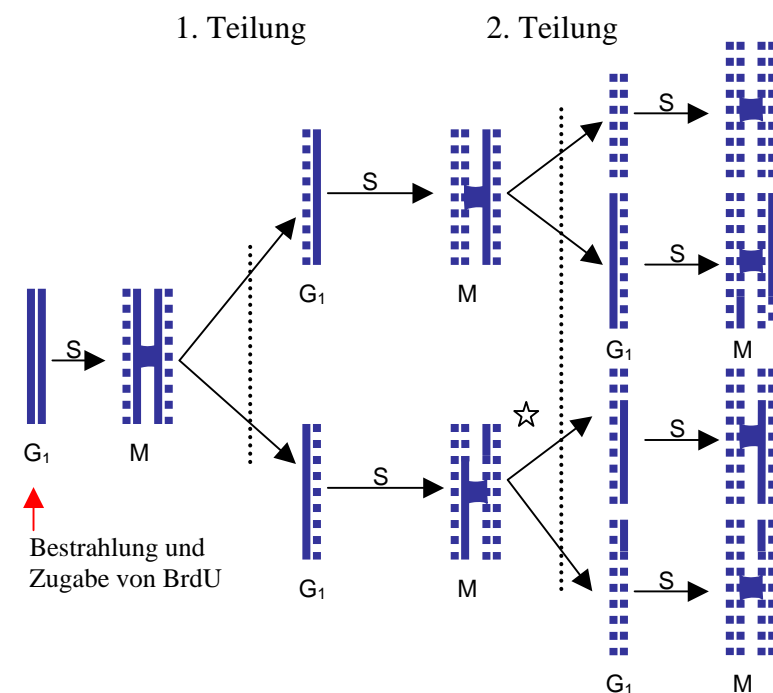 1. Teilung 2. Teilung
S
S
S
G₁ M
S
G₁ M
G₁ M
S
S
G₁ M
Bestrahlung und
Zugabe von BrdU
G₁ M
S
G₁ M